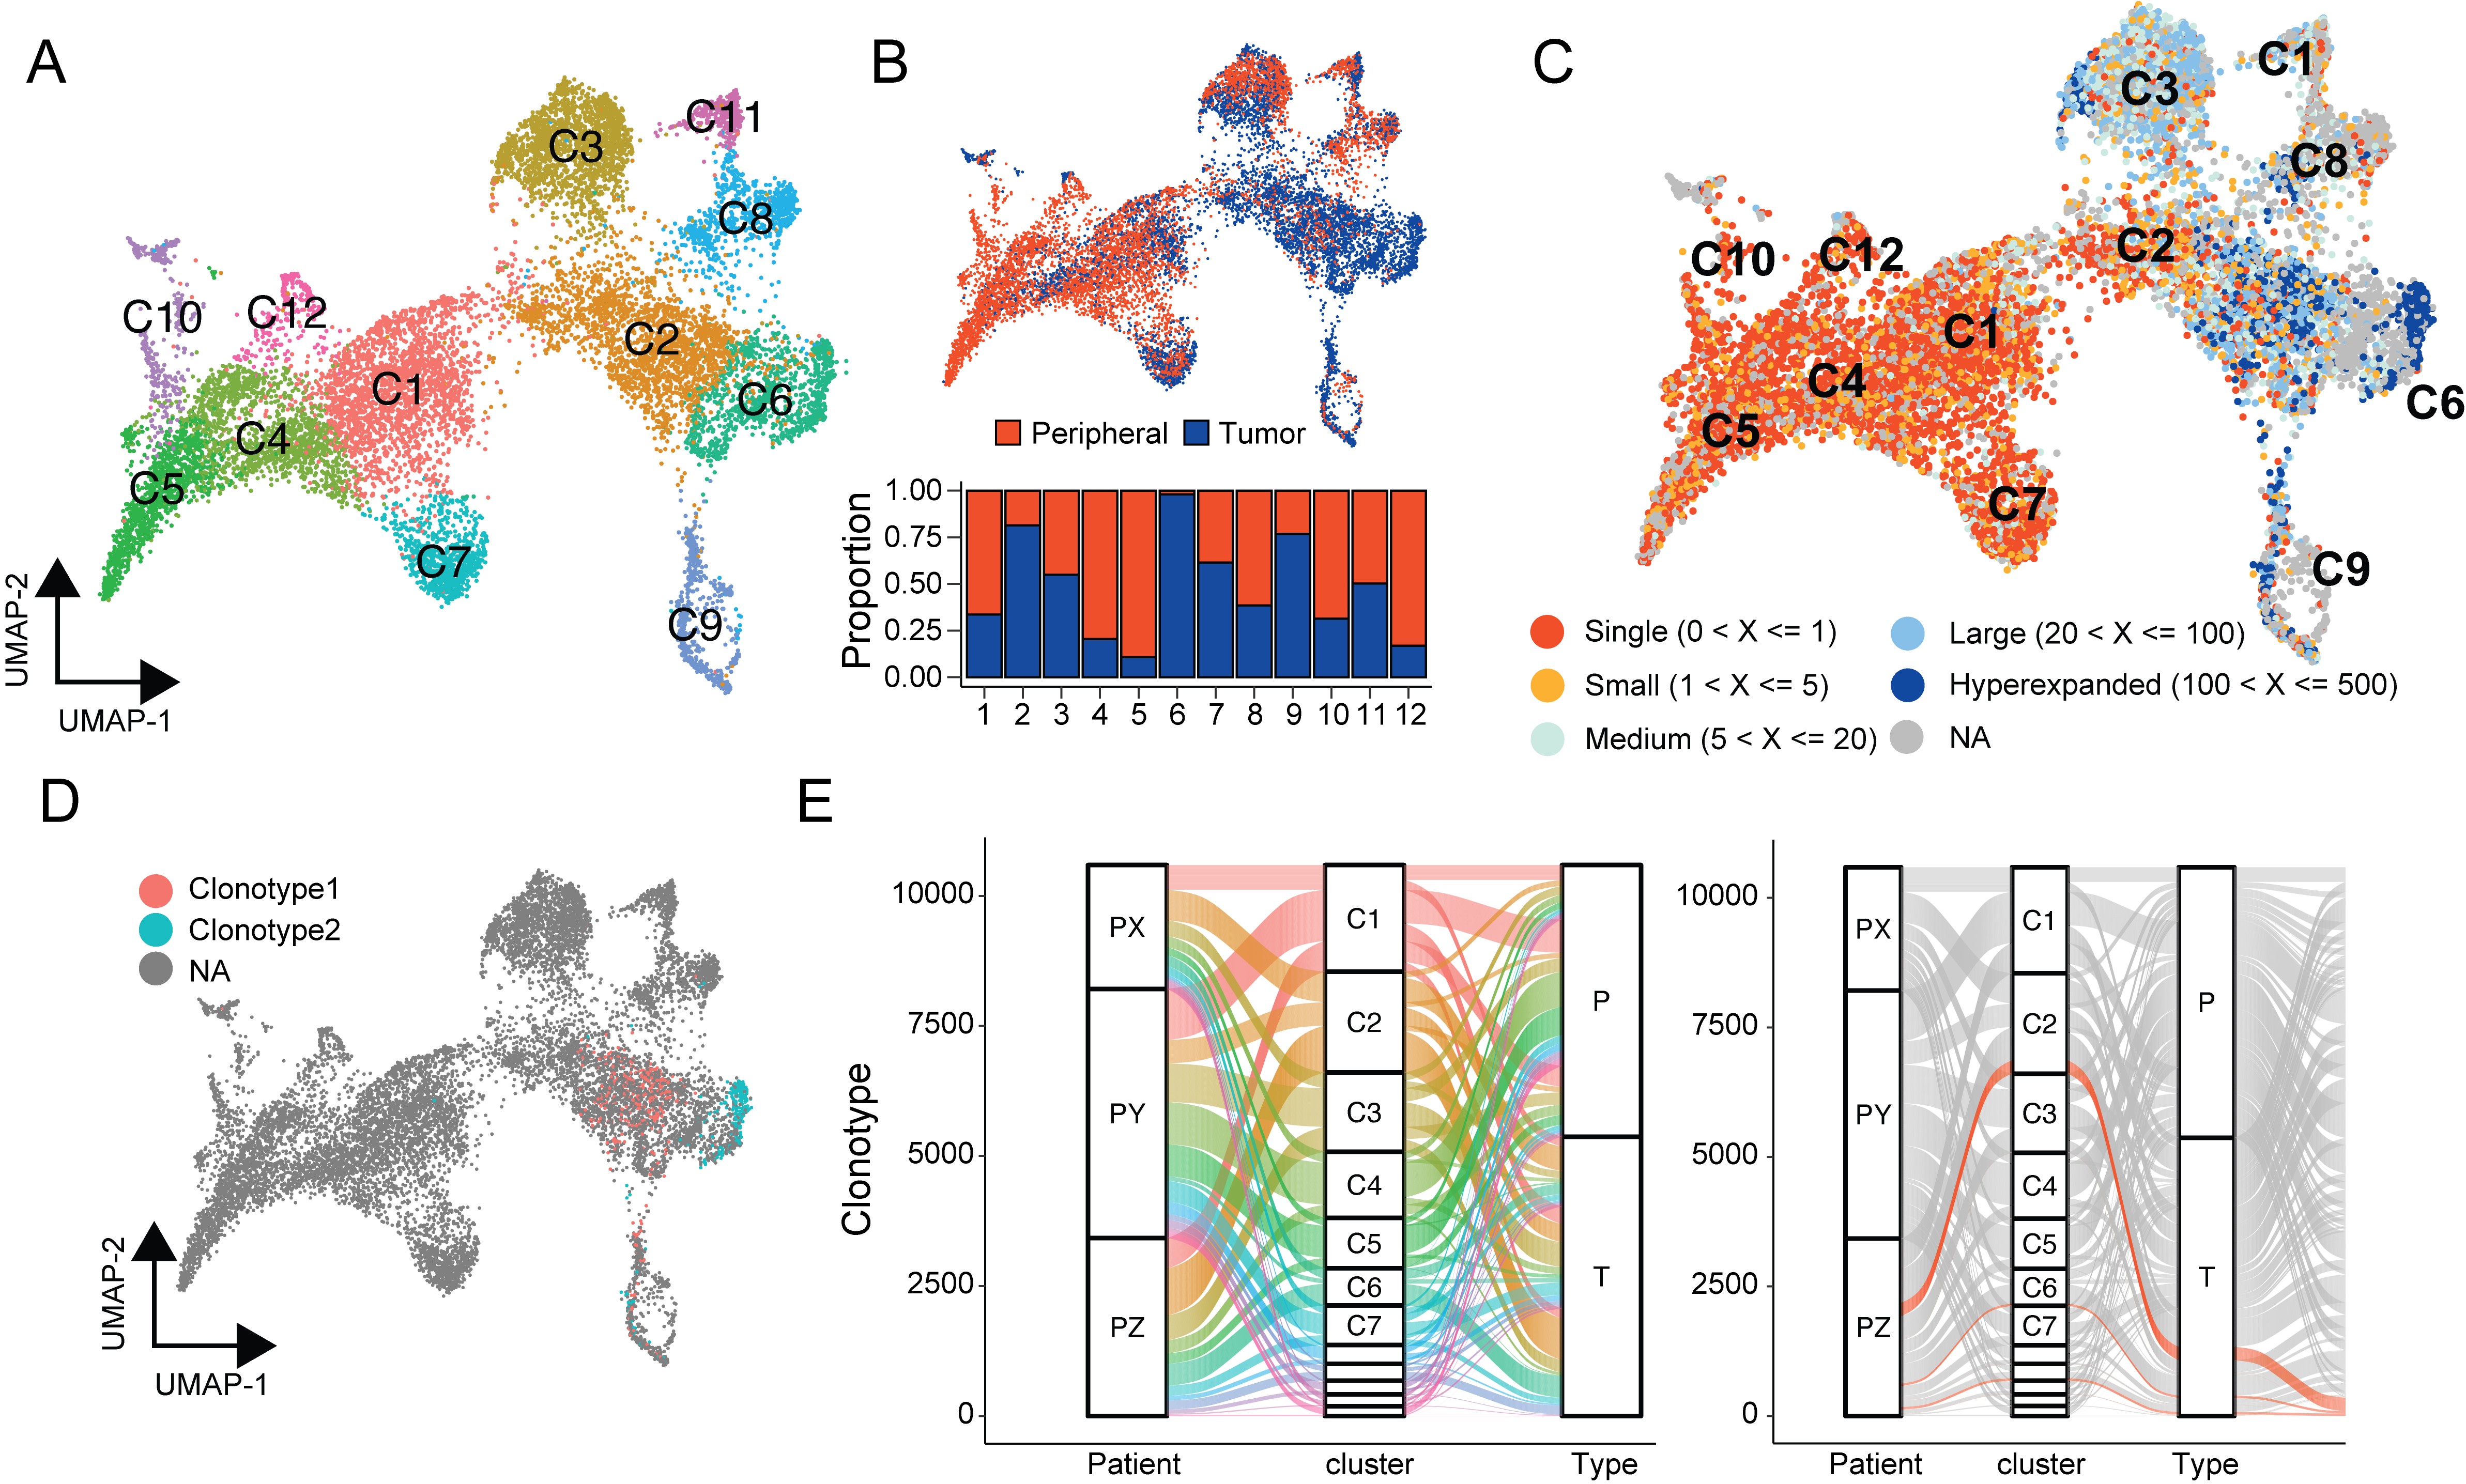 A
C3
C11
C8
C10
C12
C2
C1
C6
C4
C5
C7
C9
UMAP-2
UMAP-1
B
Peripheral
Tumor
Proportion
1.00
0.75
0.50
0.25
0.00
1 2 3 4 5 6 7 8 9 10 11 12
C
C3
C1
C8
C10
C12
C2
C1
C4
C6
C5
C7
C9
Single (0 < X <= 1)
Small (1 < X <= 5)
Medium (5 < X <= 20)
Large (20 < X <= 100)
Hyperexpanded (100 < X <= 500)
NA
D
Clonotype1
Clonotype2
NA
UMAP-2
UMAP-1
E
Clonotype
10000
7500
5000
2500
0
PX
PY
PZ
C1
C2
C3
C4
C5
C6
C7
P
T
Patient cluster Type
10000
7500
5000
2500
0
PX
PY
PZ
C1
C2
C3
C4
C5
C6
C7
P
T
Patient cluster Type